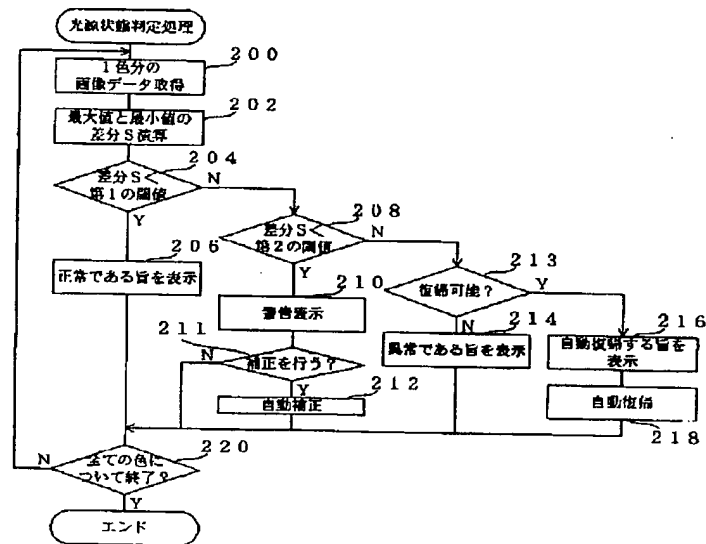 光線状態判定処理
200
1色分の
画像データ取得
202
最大値と最小値の
差分S演算
204
差分S<
第1の閾値
N
Y
208
差分S<
第2の閾値
N
Y
206
正常である旨を表示
213
復帰可能?
Y
N
210
警告表示
211
補正を行う?
N
Y
214
異常である旨を表示
216
自動復帰する旨を
表示
212
自動補正
自動復帰
218
220
全ての色に
ついて終了?
N
Y
エンド